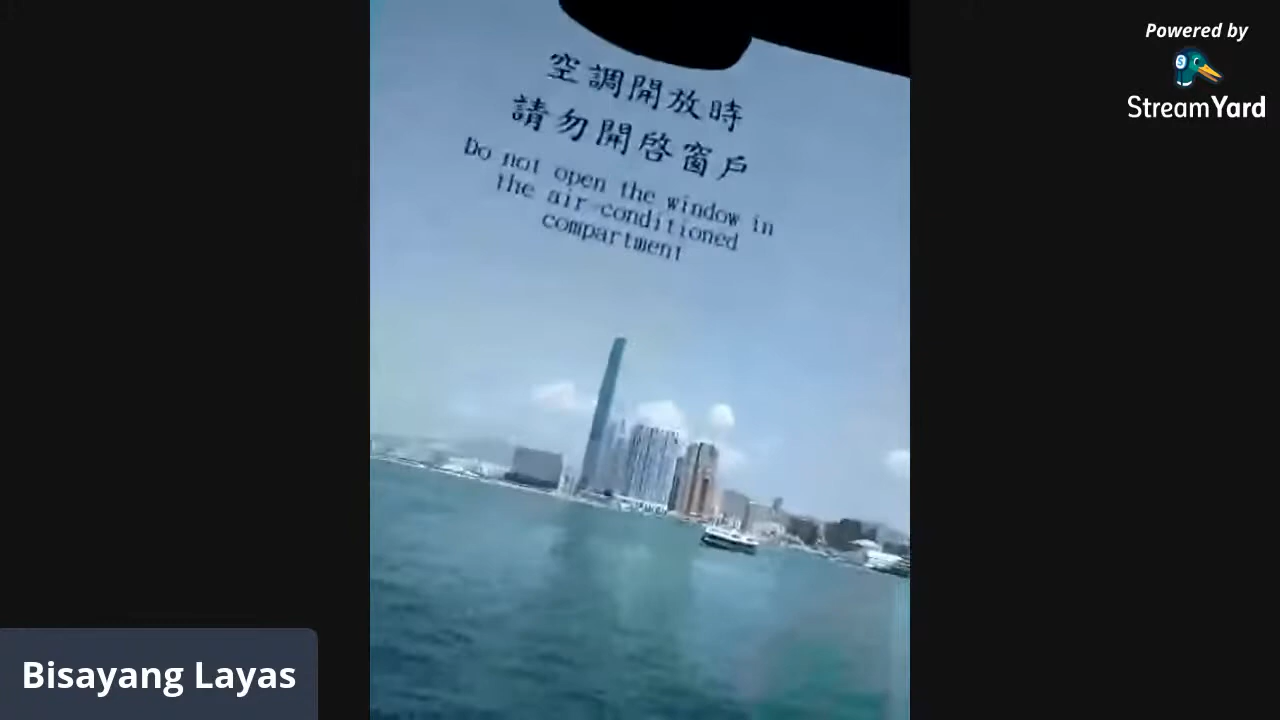 Powered by
StreamYard
空調開放時
請勿開啓窗戶
Do not open the window in
the air-conditioned
compartment
Bisayang Layas